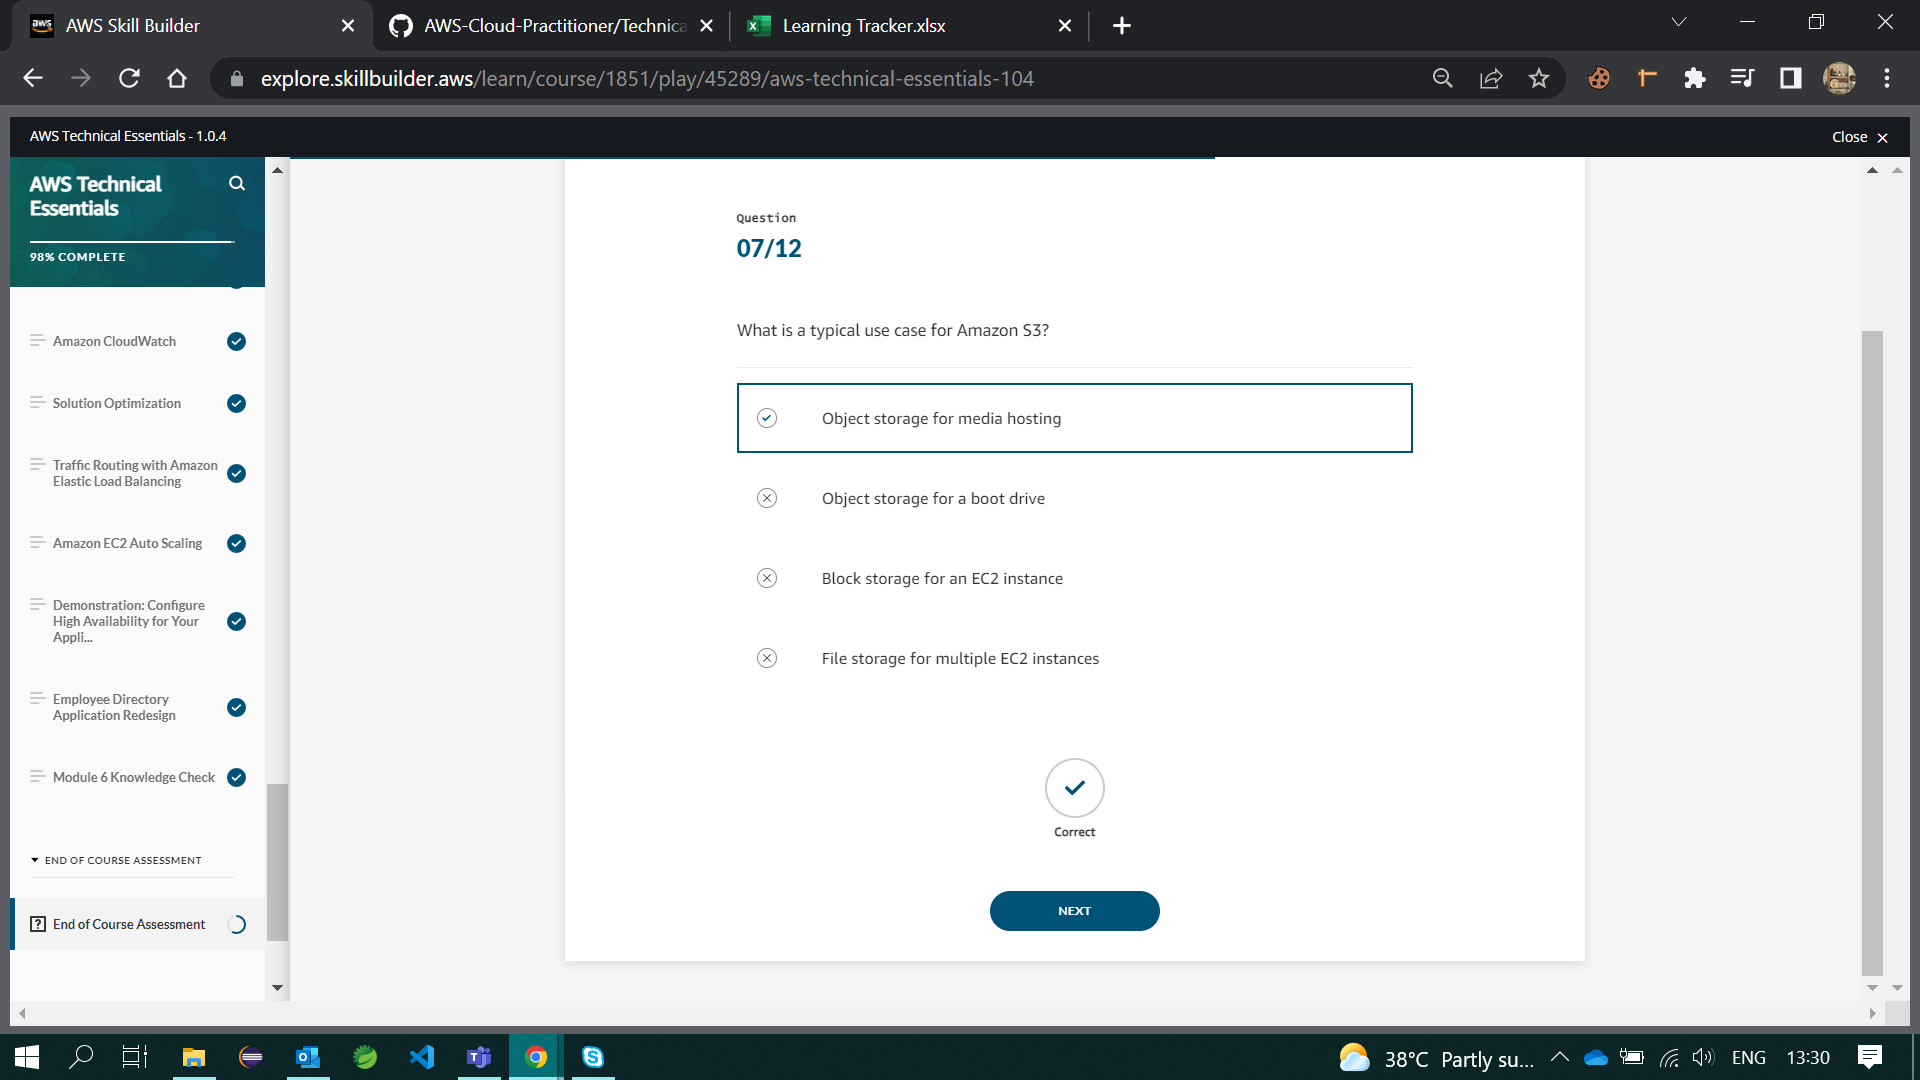 AWS Skill Builder
AWS-Cloud-Practitioner/Technica
Learning Tracker.xlsx
explore.skillbuilder.aws/learn/course/1851/play/45289/aws-technical-essentials-104
AWS Technical Essentials - 1.0.4
Close
AWS Technical
Essentials
98% COMPLETE
Amazon CloudWatch
Solution Optimization
Traffic Routing with Amazon
Elastic Load Balancing
Amazon EC2 Auto Scaling
Demonstration: Configure
High Availability for Your
Appli...
Employee Directory
Application Redesign
Module 6 Knowledge Check
END OF COURSE ASSESSMENT
End of Course Assessment
Question
07/12
What is a typical use case for Amazon S3?
Object storage for media hosting
Object storage for a boot drive
Block storage for an EC2 instance
File storage for multiple EC2 instances
Correct
NEXT
38°C Partly su...
ENG
13:30